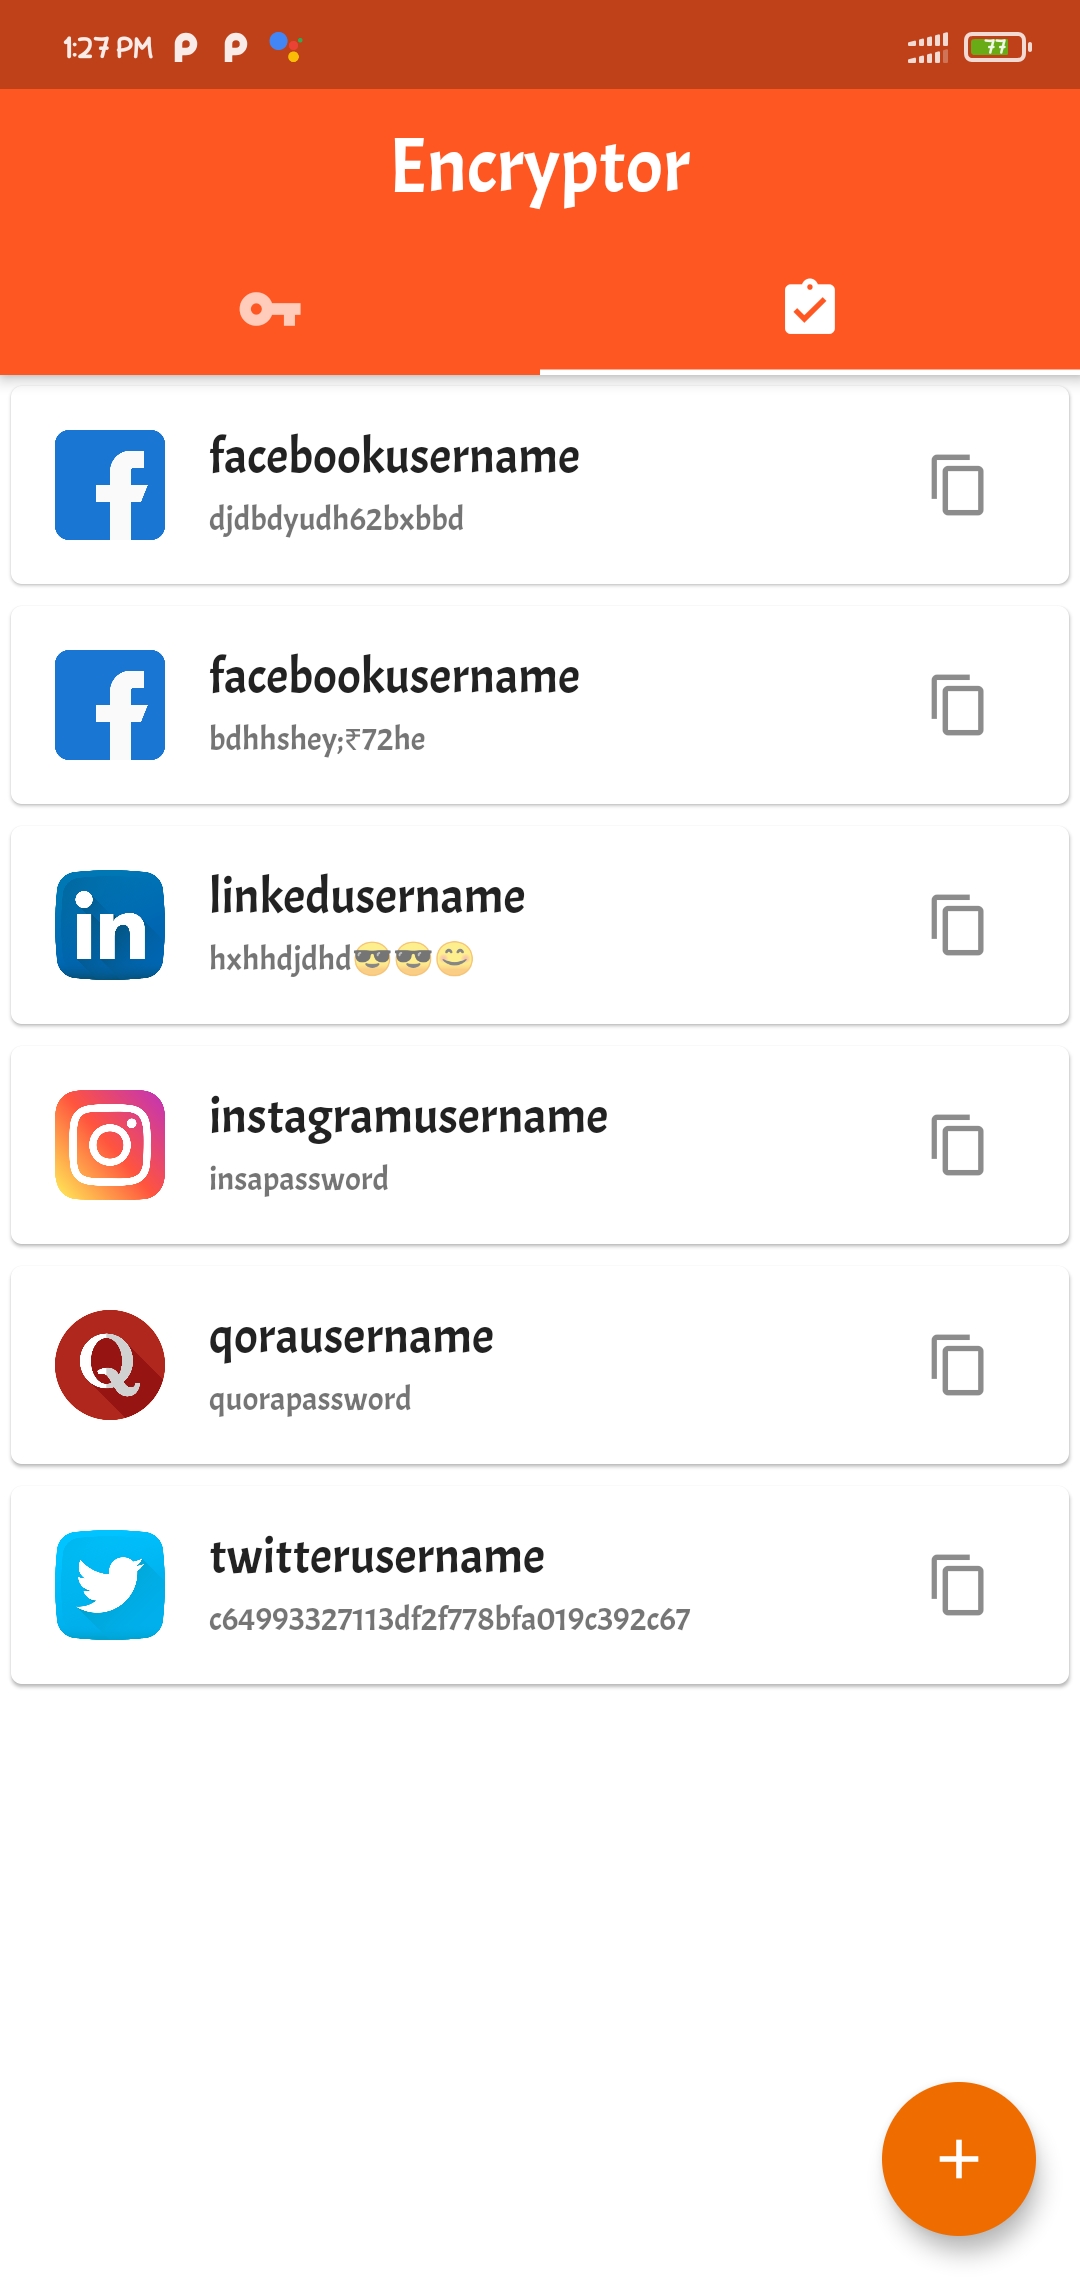 1:27 PM
77
Encryptor
facebookusername
djdbdyudh62bxbbd
facebookusername
bdhhshey;₹72he
linkedusername
hxhhdjdhd😎😎😊
instagramusername
insapassword
qorausername
quorapassword
twitterusername
c64993327113df2f778bfa019c392c67